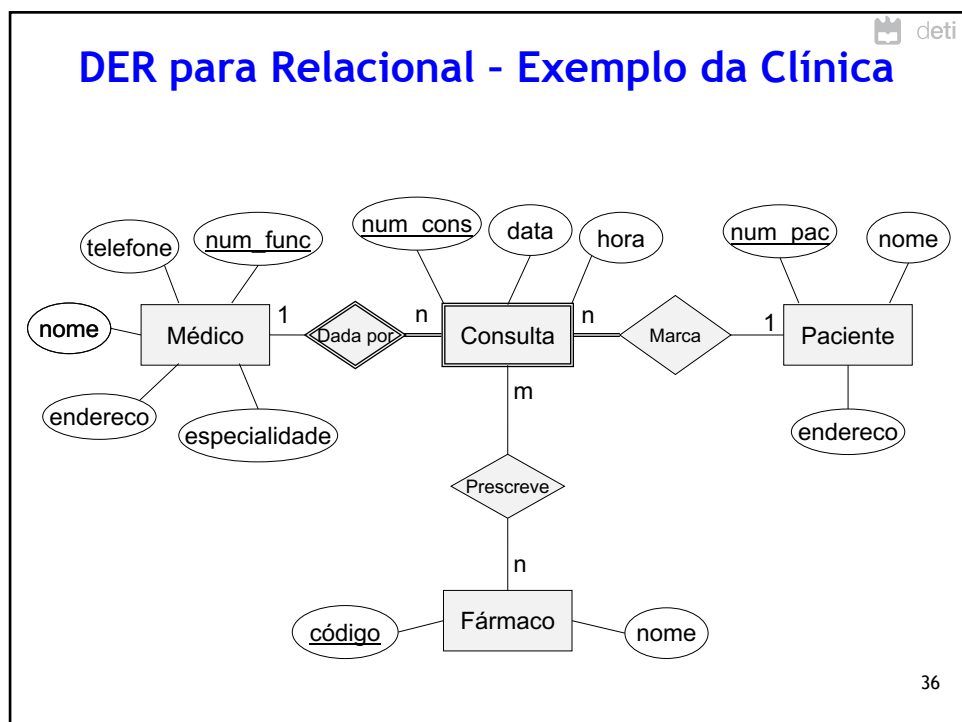 deti
DER para Relacional – Exemplo da Clínica
num_cons
data
hora
num_pac
nome
telefone
num_func
nome
Médico
1
Dada por
n
Consulta
n
Marca
1
Paciente
endereco
especialidade
m
endereco
Prescreve
n
código
Fármaco
nome
36